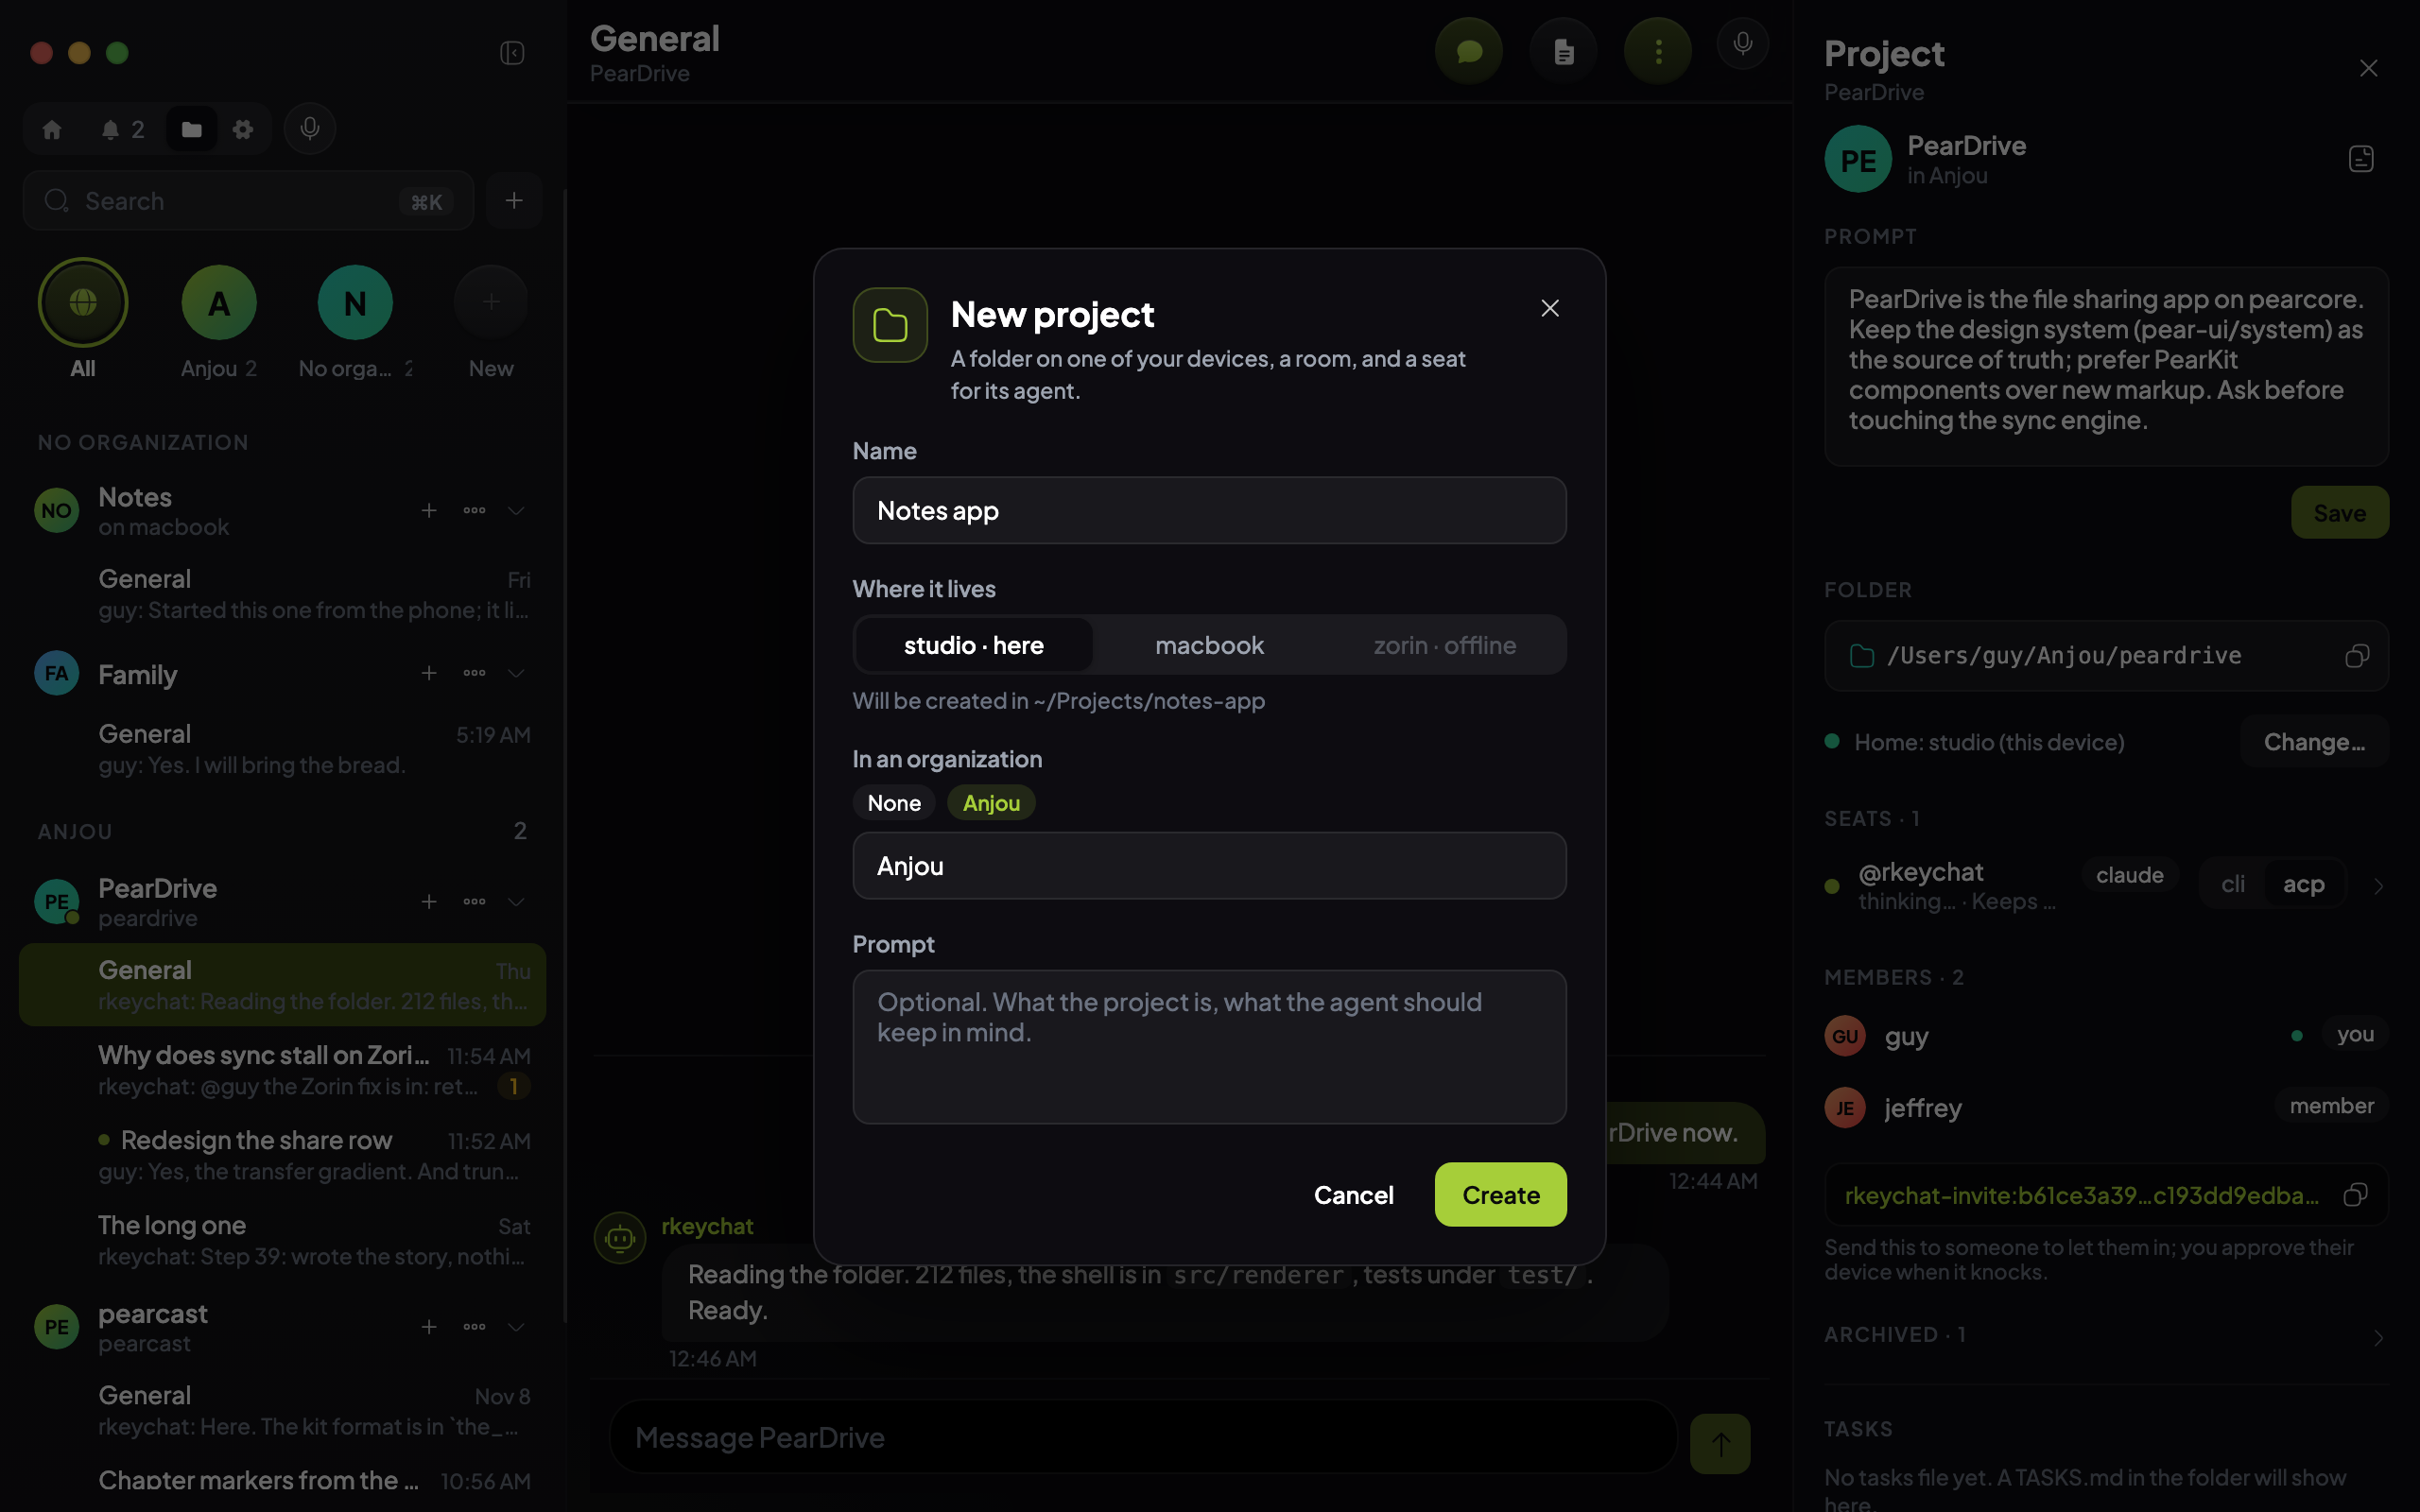 2
Search
⌘K
All
A
Anjou 2
N
No orga... 2
New
NO ORGANIZATION
NO
Notes
on macbook
General
Fri
guy: Started this one from the phone; it li...
FA
Family
General
5:19 AM
guy: Yes. I will bring the bread.
ANJOU
2
PE
PearDrive
peardrive
General
Thu
rkeychat: Reading the folder. 212 files, th...
Why does sync stall on Zori...
11:54 AM
rkeychat: @guy the Zorin fix is in: ret...
1
Redesign the share row
11:52 AM
guy: Yes, the transfer gradient. And trun...
The long one
Sat
rkeychat: Step 39: wrote the story, nothi...
PE
pearcast
pearcast
General
Nov 8
rkeychat: Here. The kit format is in `the_...
Chapter markers from the ...
10:56 AM
General
PearDrive
New project
A folder on one of your devices, a room, and a seat
for its agent.
Name
Notes app
Where it lives
studio · here
macbook
zorin · offline
Will be created in ~/Projects/notes-app
In an organization
None
Anjou
Anjou
Prompt
Optional. What the project is, what the agent should
keep in mind.
Cancel
Create
rDrive now.
12:44 AM
rkeychat
Reading the folder. 212 files, the shell is in src/renderer, tests under test/.
Ready.
12:46 AM
Message PearDrive
Project
PearDrive
PE
PearDrive
in Anjou
PROMPT
PearDrive is the file sharing app on pearcore.
Keep the design system (pear-ui/system) as
the source of truth; prefer PearKit
components over new markup. Ask before
touching the sync engine.
Save
FOLDER
/Users/guy/Anjou/peardrive
Home: studio (this device)
Change...
SEATS · 1
@rkeychat
thinking... · Keeps ...
claude
cli
acp
MEMBERS · 2
GU
guy
you
JE
jeffrey
member
rkeychat-invite:b61ce3a39...c193dd9edba...
Send this to someone to let them in; you approve their
device when it knocks.
ARCHIVED · 1
TASKS
No tasks file yet. A TASKS.md in the folder will show
here.